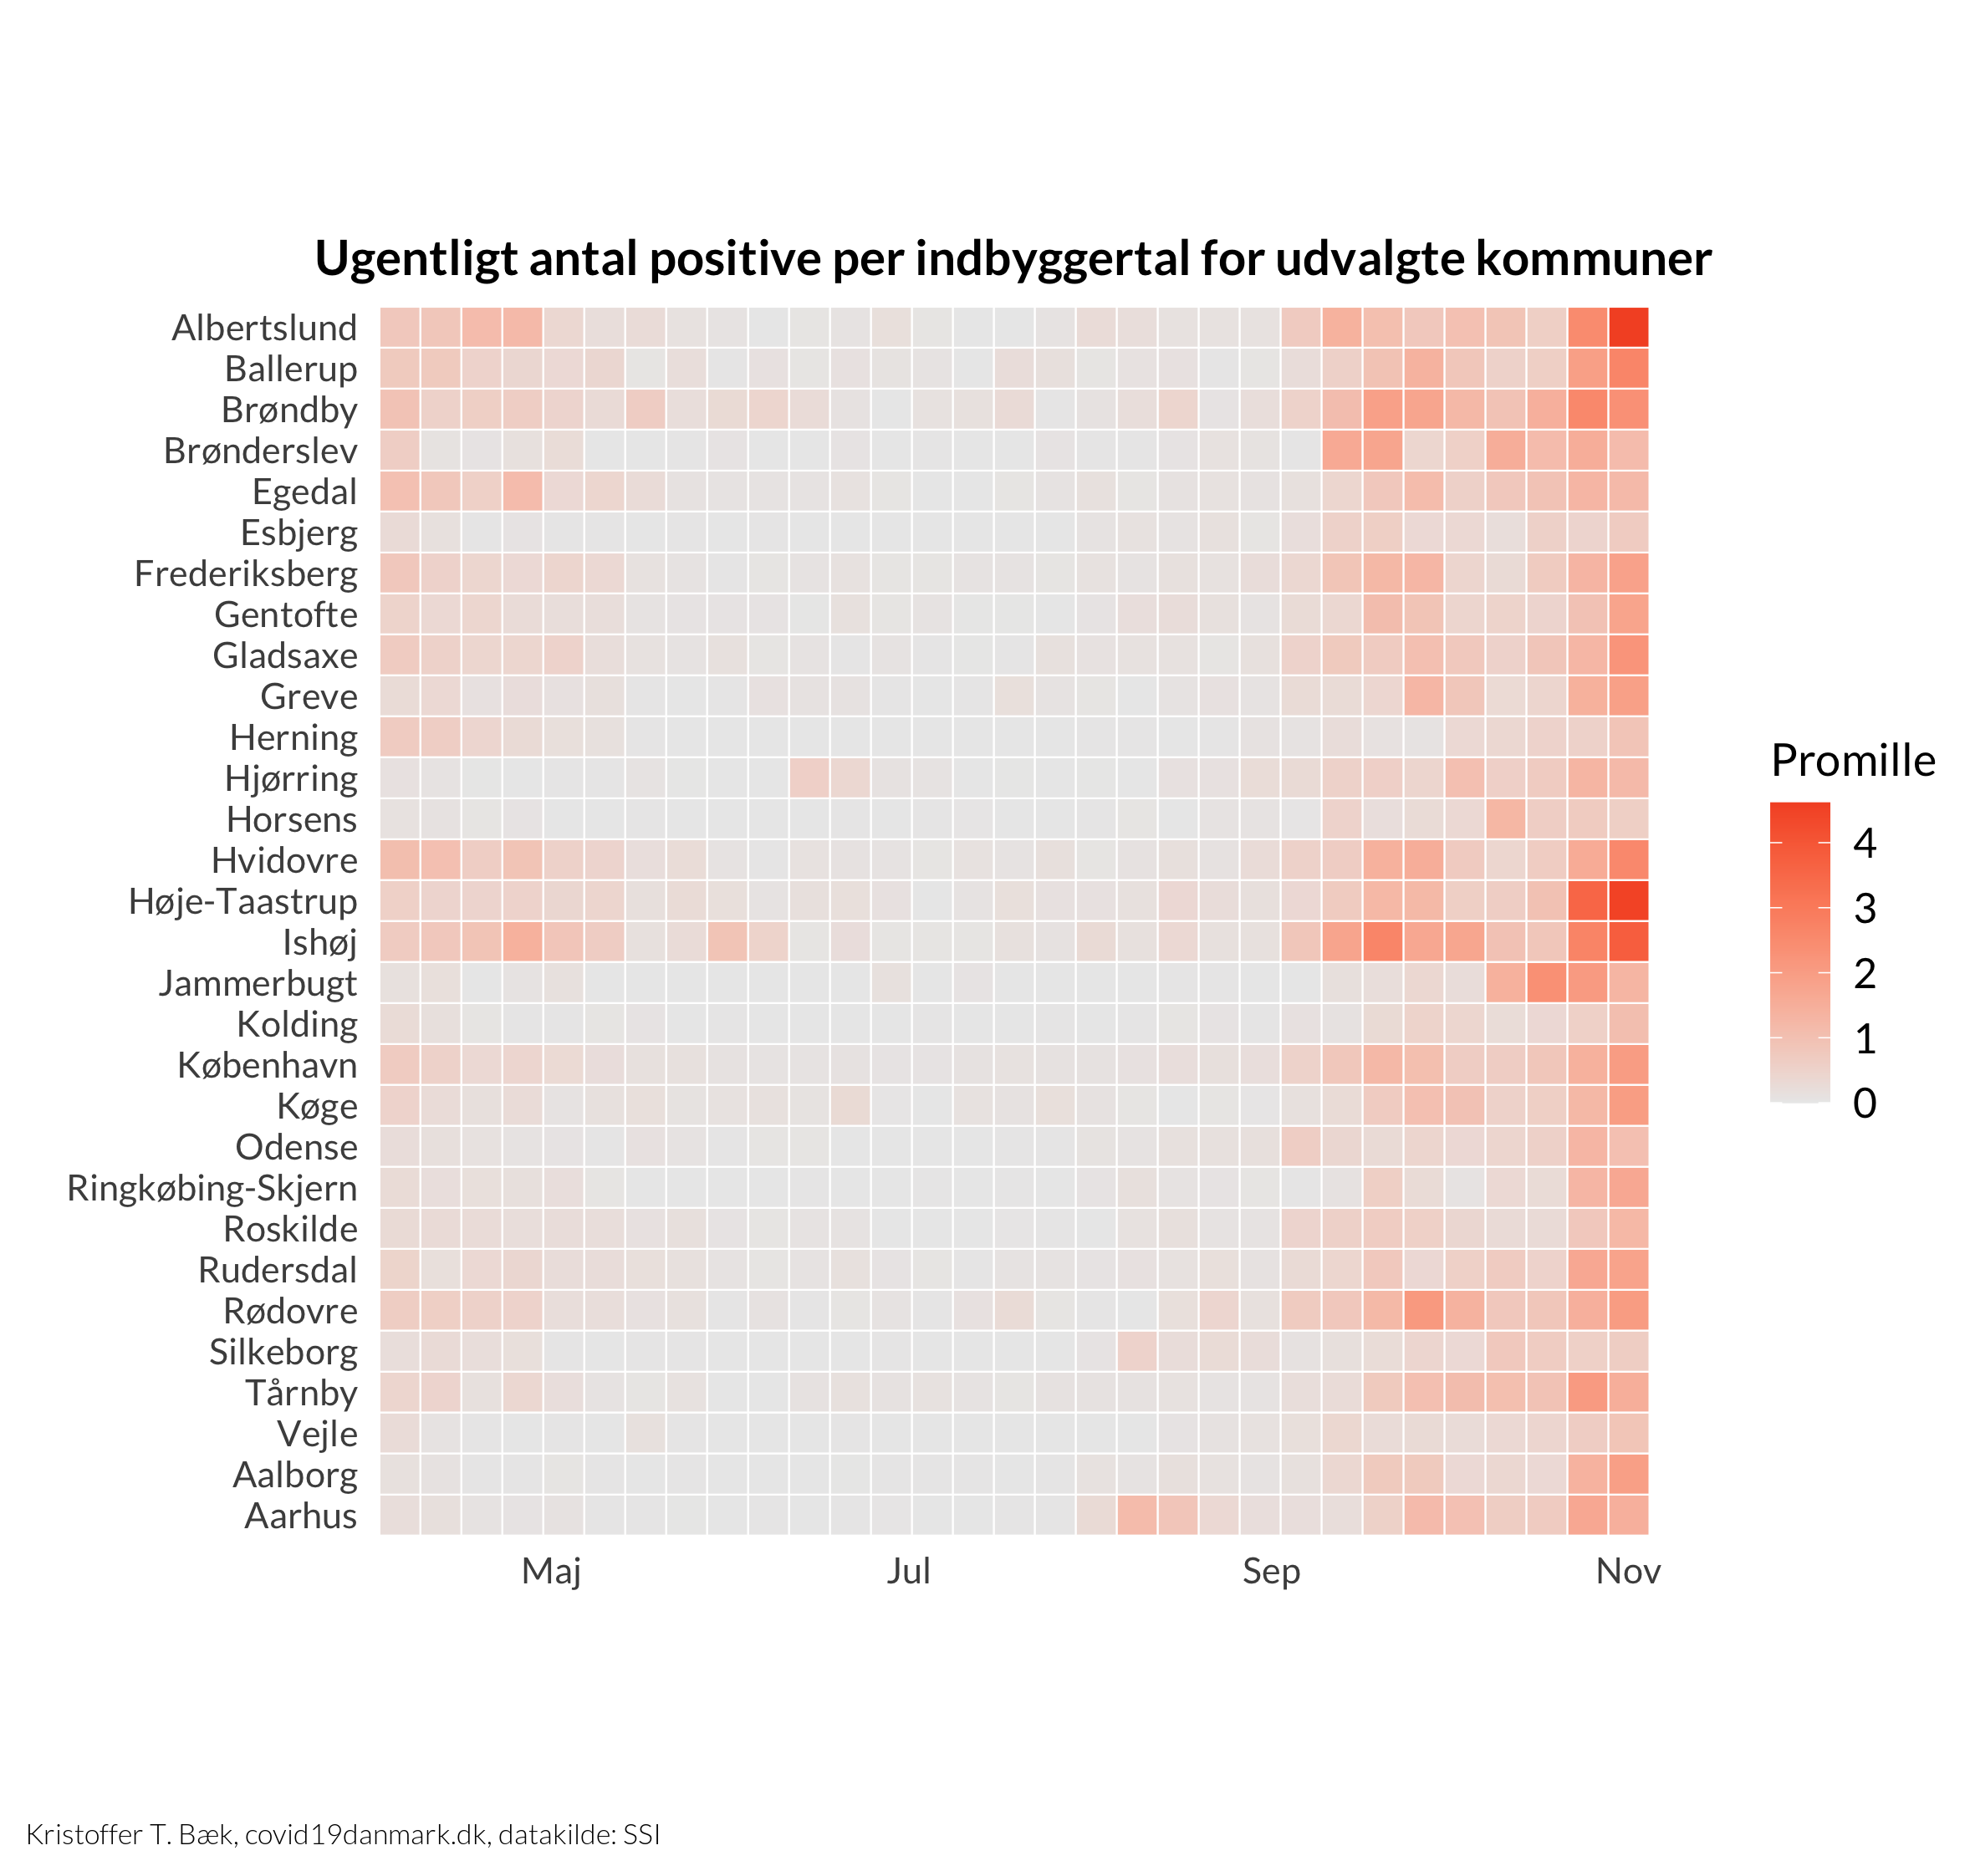 Ugentligt antal positive per indbyggertal for udvalgte kommuner
Albertslund
Ballerup
Brøndby
Brønderslev
Egedal
Esbjerg
Frederiksberg
Gentofte
Gladsaxe
Greve
Herning
Hjørring
Horsens
Hvidovre
Høje-Taastrup
Ishøj
Jammerbugt
Kolding
København
Køge
Odense
Ringkøbing-Skjern
Roskilde
Rudersdal
Rødovre
Silkeborg
Tårnby
Vejle
Aalborg
Aarhus
Maj Jul Sep Nov
Promille
4
3
2
1
0
Kristoffer T. Bæk, covid19danmark.dk, datakilde: SSI